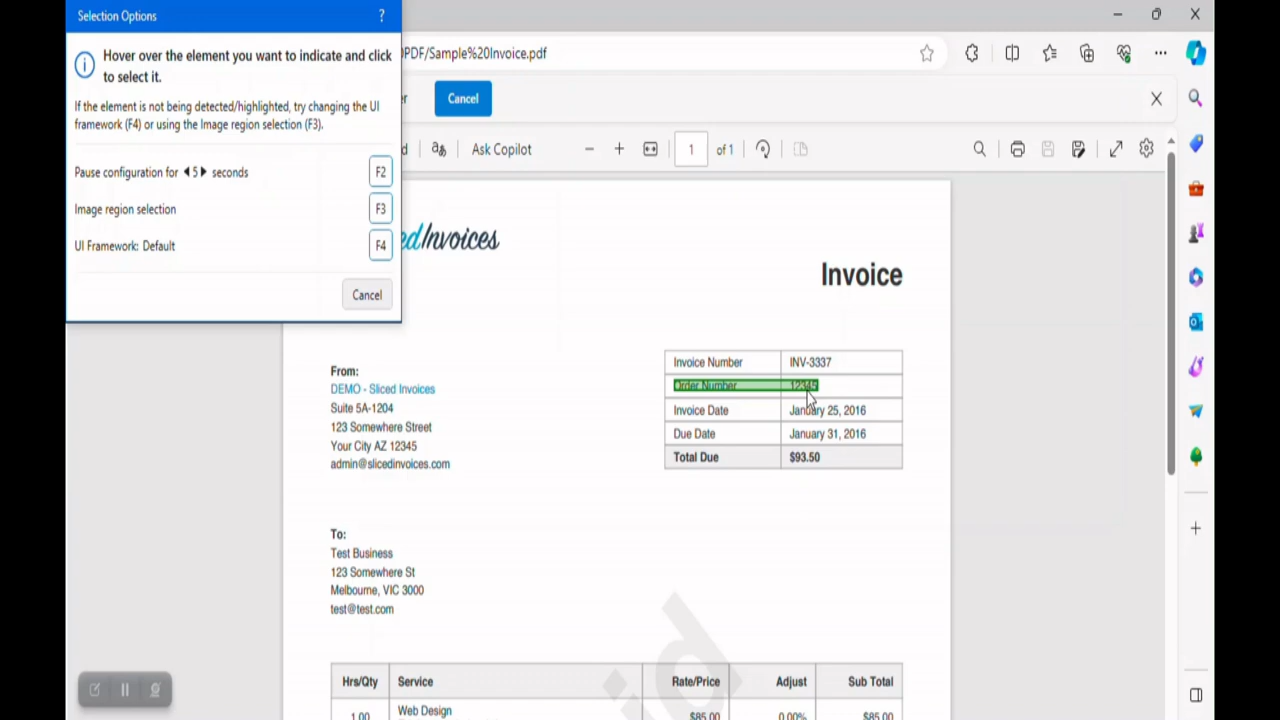 Selection Options
?
Hover over the element you want to indicate and click
to select it.
If the element is not being detected/highlighted, try changing the UI
framework (F4) or using the Image region selection (F3).
Pause configuration for 5 seconds
F2
Image region selection
F3
UI Framework: Default
F4
Cancel
PDF/Sample%20Invoice.pdf
Cancel
Ask Copilot
1
of 1
edInvoices
Invoice
Invoice Number INV-3337
Order Number 12345
Invoice Date January 25, 2016
Due Date January 31, 2016
Total Due $93.50
From:
DEMO - Sliced Invoices
Suite 5A-1204
123 Somewhere Street
Your City AZ 12345
admin@slicedinvoices.com
To:
Test Business
123 Somewhere St
Melbourne, VIC 3000
test@test.com
Hrs/Qty Service Rate/Price Adjust Sub Total
1.00 Web Design $85.00 0.00% $85.00